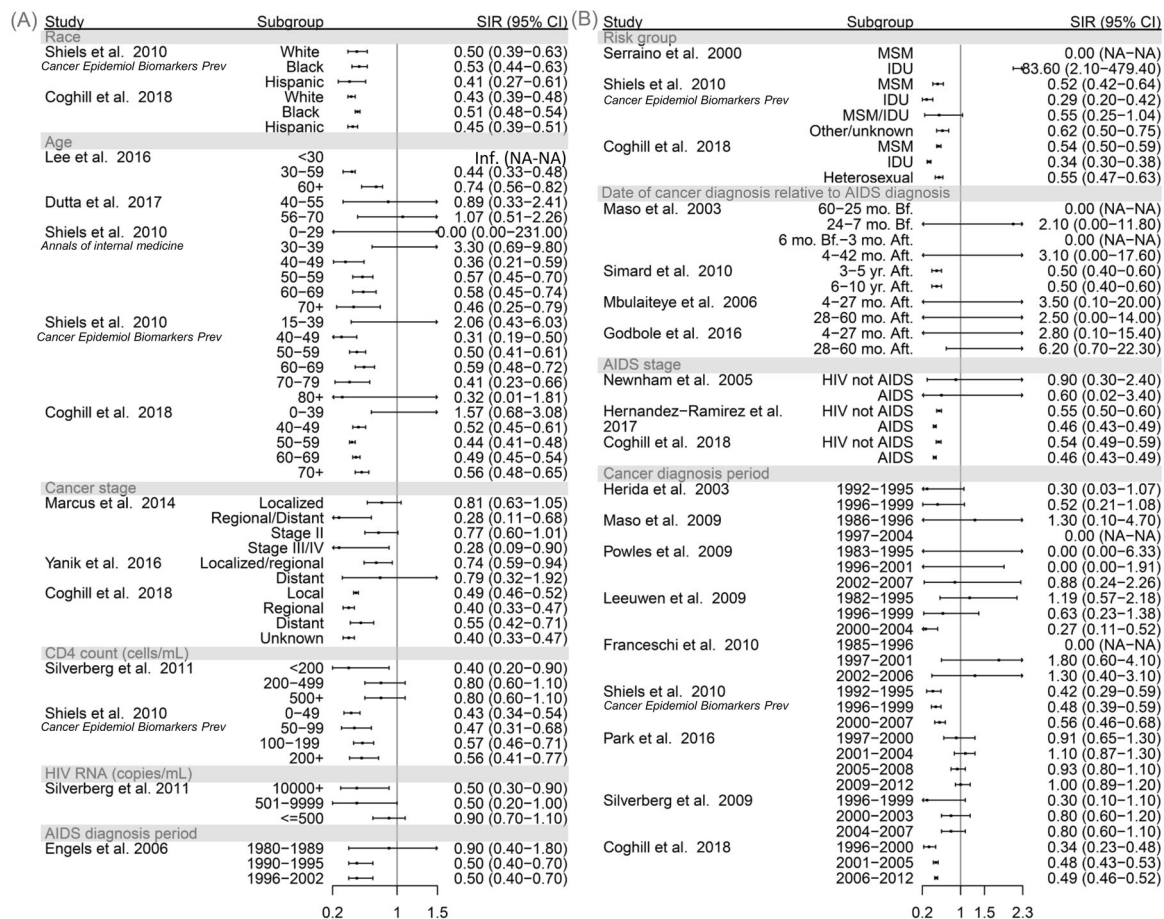 (A) Study Subgroup SIR (95% CI)
Race
Shiels et al. 2010 White 0.50 (0.39−0.63)
Cancer Epidemiol Biomarkers Prev Black 0.53 (0.44−0.63)
Hispanic 0.41 (0.27−0.61)
Coghill et al. 2018 White 0.43 (0.39−0.48)
Black 0.51 (0.48−0.54)
Hispanic 0.45 (0.39−0.51)
Age
Lee et al. 2016 <30 Inf. (NA-NA)
30−59 0.44 (0.33−0.48)
60+ 0.74 (0.56−0.82)
Dutta et al. 2017 40−55 0.89 (0.33−2.41)
56−70 1.07 (0.51−2.26)
Shiels et al. 2010 0−29 0.00 (0.00−231.00)
Annals of internal medicine 30−39 3.30 (0.69−9.80)
40−49 0.36 (0.21−0.59)
50−59 0.57 (0.45−0.70)
60−69 0.58 (0.45−0.74)
70+ 0.46 (0.25−0.79)
Shiels et al. 2010 15−39 2.06 (0.43−6.03)
Cancer Epidemiol Biomarkers Prev 40−49 0.31 (0.19−0.50)
50−59 0.50 (0.41−0.61)
60−69 0.59 (0.48−0.72)
70−79 0.41 (0.23−0.66)
80+ 0.32 (0.01−1.81)
Coghill et al. 2018 0−39 1.57 (0.68−3.08)
40−49 0.52 (0.45−0.61)
50−59 0.44 (0.41−0.48)
60−69 0.49 (0.45−0.54)
70+ 0.56 (0.48−0.65)
Cancer stage
Marcus et al. 2014 Localized 0.81 (0.63−1.05)
Regional/Distant 0.28 (0.11−0.68)
Stage II 0.77 (0.60−1.01)
Stage III/IV 0.28 (0.09−0.90)
Yanik et al. 2016 Localized/regional 0.74 (0.59−0.94)
Distant 0.79 (0.32−1.92)
Coghill et al. 2018 Local 0.49 (0.46−0.52)
Regional 0.40 (0.33−0.47)
Distant 0.55 (0.42−0.71)
Unknown 0.40 (0.33−0.47)
CD4 count (cells/mL)
Silverberg et al. 2011 <200 0.40 (0.20−0.90)
200−499 0.80 (0.60−1.10)
500+ 0.80 (0.60−1.10)
Shiels et al. 2010 0−49 0.43 (0.34−0.54)
Cancer Epidemiol Biomarkers Prev 50−99 0.47 (0.31−0.68)
100−199 0.57 (0.46−0.71)
200+ 0.56 (0.41−0.77)
HIV RNA (copies/mL)
Silverberg et al. 2011 10000+ 0.50 (0.30−0.90)
501−9999 0.50 (0.20−1.00)
<=500 0.90 (0.70−1.10)
AIDS diagnosis period
Engels et al. 2006 1980−1989 0.90 (0.40−1.80)
1990−1995 0.50 (0.40−0.70)
1996−2002 0.50 (0.40−0.70)
0.2 1 1.5
(B) Study Subgroup SIR (95% CI)
Risk group
Serraino et al. 2000 MSM 0.00 (NA−NA)
IDU 83.60 (2.10−479.40)
Shiels et al. 2010 MSM 0.52 (0.42−0.64)
Cancer Epidemiol Biomarkers Prev IDU 0.29 (0.20−0.42)
MSM/IDU 0.55 (0.25−1.04)
Other/unknown 0.62 (0.50−0.75)
Coghill et al. 2018 MSM 0.54 (0.50−0.59)
IDU 0.34 (0.30−0.38)
Heterosexual 0.55 (0.47−0.63)
Date of cancer diagnosis relative to AIDS diagnosis
Maso et al. 2003 60−25 mo. Bf. 0.00 (NA−NA)
24−7 mo. Bf. 2.10 (0.00−11.80)
6 mo. Bf.−3 mo. Aft. 0.00 (NA−NA)
4−42 mo. Aft. 3.10 (0.00−17.60)
Simard et al. 2010 3−5 yr. Aft. 0.50 (0.40−0.60)
6−10 yr. Aft. 0.50 (0.40−0.60)
Mbulaiteye et al. 2006 4−27 mo. Aft. 3.50 (0.10−20.00)
28−60 mo. Aft. 2.50 (0.00−14.00)
Godbole et al. 2016 4−27 mo. Aft. 2.80 (0.10−15.40)
28−60 mo. Aft. 6.20 (0.70−22.30)
AIDS stage
Newnham et al. 2005 HIV not AIDS 0.90 (0.30−2.40)
AIDS 0.60 (0.02−3.40)
Hernandez−Ramirez et al. HIV not AIDS 0.55 (0.50−0.60)
2017 AIDS 0.46 (0.43−0.49)
Coghill et al. 2018 HIV not AIDS 0.54 (0.49−0.59)
AIDS 0.46 (0.43−0.49)
Cancer diagnosis period
Herida et al. 2003 1992−1995 0.30 (0.03−1.07)
1996−1999 0.52 (0.21−1.08)
Maso et al. 2009 1986−1996 1.30 (0.10−4.70)
1997−2004 0.00 (NA−NA)
Powles et al. 2009 1983−1995 0.00 (0.00−6.33)
1996−2001 0.00 (0.00−1.91)
2002−2007 0.88 (0.24−2.26)
Leeuwen et al. 2009 1982−1995 1.19 (0.57−2.18)
1996−1999 0.63 (0.23−1.38)
2000−2004 0.27 (0.11−0.52)
Franceschi et al. 2010 1985−1996 0.00 (NA−NA)
1997−2001 1.80 (0.60−4.10)
2002−2006 1.30 (0.40−3.10)
Shiels et al. 2010 1992−1995 0.42 (0.29−0.59)
Cancer Epidemiol Biomarkers Prev 1996−1999 0.48 (0.39−0.59)
2000−2007 0.56 (0.46−0.68)
Park et al. 2016 1997−2000 0.91 (0.65−1.30)
2001−2004 1.10 (0.87−1.30)
2005−2008 0.93 (0.80−1.10)
2009−2012 1.00 (0.89−1.20)
Silverberg et al. 2009 1996−1999 0.30 (0.10−1.10)
2000−2003 0.80 (0.60−1.20)
2004−2007 0.80 (0.60−1.10)
Coghill et al. 2018 1996−2000 0.34 (0.23−0.48)
2001−2005 0.48 (0.43−0.53)
2006−2012 0.49 (0.46−0.52)
0.2 1 1.5 2.3